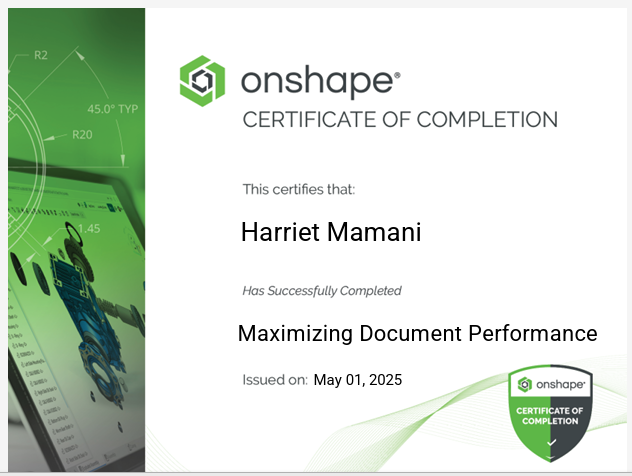 R2
45.0° TYP
R20
1.45
onshape®
CERTIFICATE OF COMPLETION
This certifies that:
Harriet Mamani
Has Successfully Completed
Maximizing Document Performance
Issued on: May 01, 2025
onshape®
CERTIFICATE OF
COMPLETION